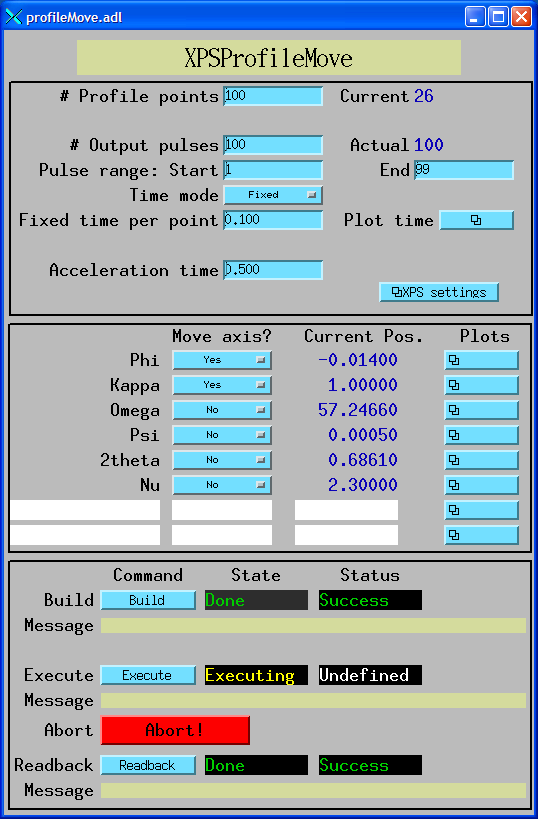 profileMove.adl
XPSProfileMove
# Profile points 100 Current 26
# Output pulses 100 Actual 100
Pulse range: Start 1 End 99
Time mode Fixed
Fixed time per point 0.100 Plot time
Acceleration time 0.500
XPS settings
Move axis? Current Pos. Plots
Phi Yes -0.01400
Kappa Yes 1.00000
Omega No 57.24660
Psi No 0.00050
2theta No 0.68610
Nu No 2.30000
Command State Status
Build Build Done Success
Message
Execute Execute Executing Undefined
Message
Abort Abort!
Readback Readback Done Success
Message